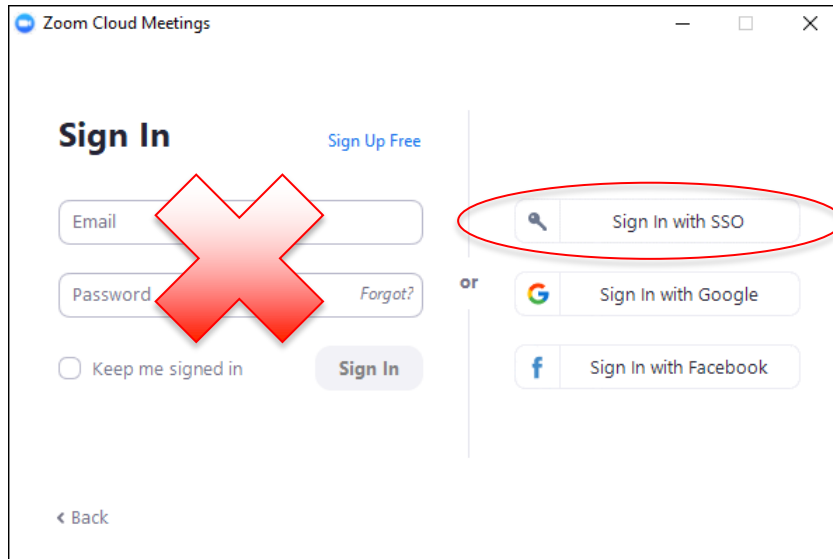 Zoom Cloud Meetings
Sign In
Sign Up Free
Email
Password
Forgot?
Keep me signed in
Sign In
or
Sign In with SSO
Sign In with Google
Sign In with Facebook
Back